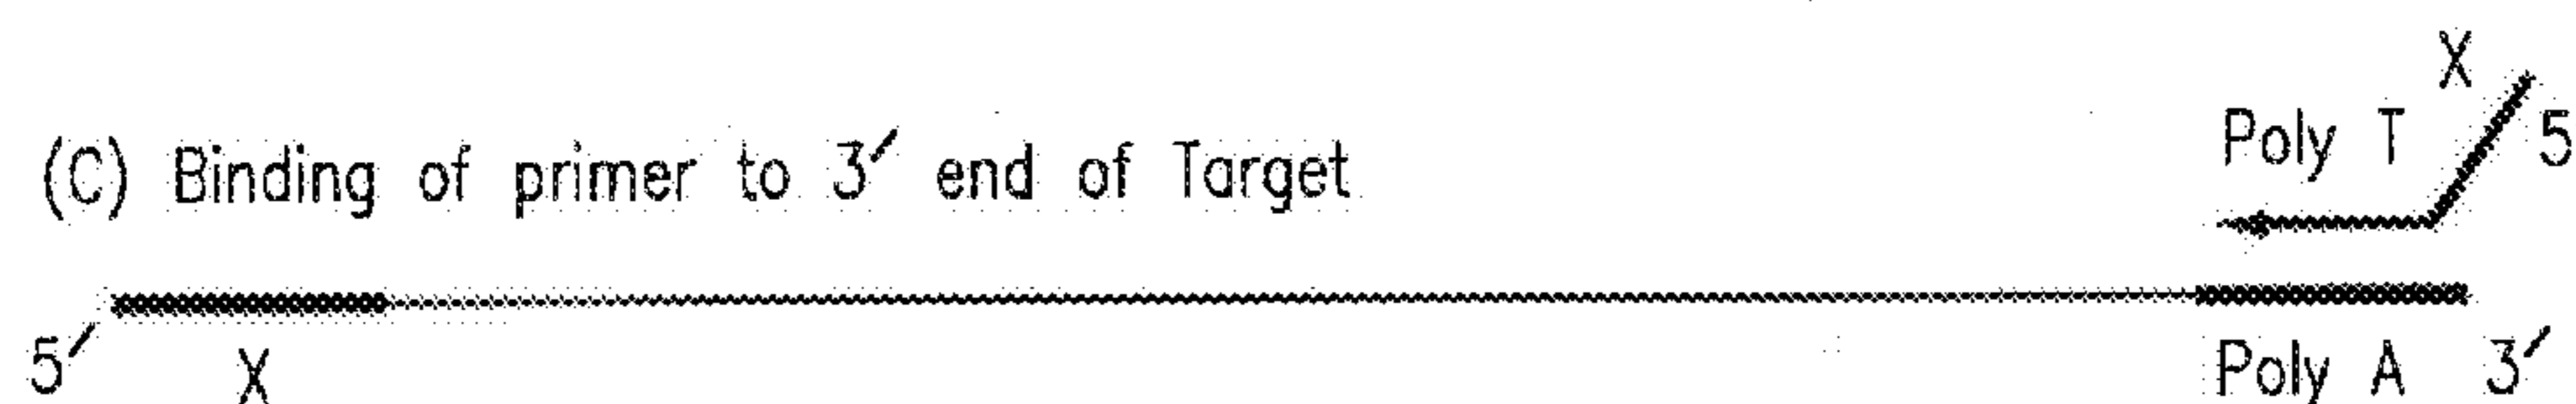 X
Poly T 5
(C) Binding of primer to 3′ end of Target
5′ X Poly A 3′